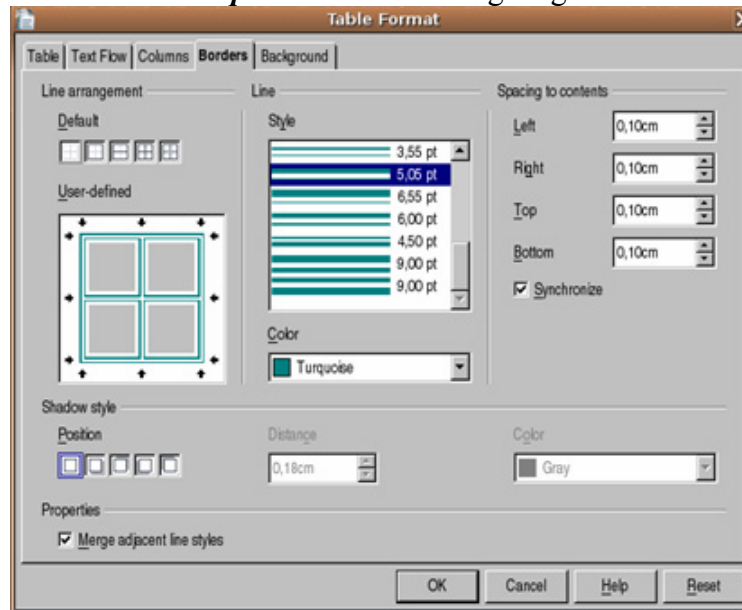 Table Format
Table Text Flow Columns Borders Background
Line arrangement
Default
User-defined
Line
Style
3,55 pt
5,05 pt
6,55 pt
6,00 pt
4,50 pt
9,00 pt
9,00 pt
Color
Turquoise
Spacing to contents
Left 0,10cm
Right 0,10cm
Top 0,10cm
Bottom 0,10cm
Synchronize
Shadow style
Position
Distance
0,18cm
Color
Gray
Properties
Merge adjacent line styles
OK Cancel Help Reset